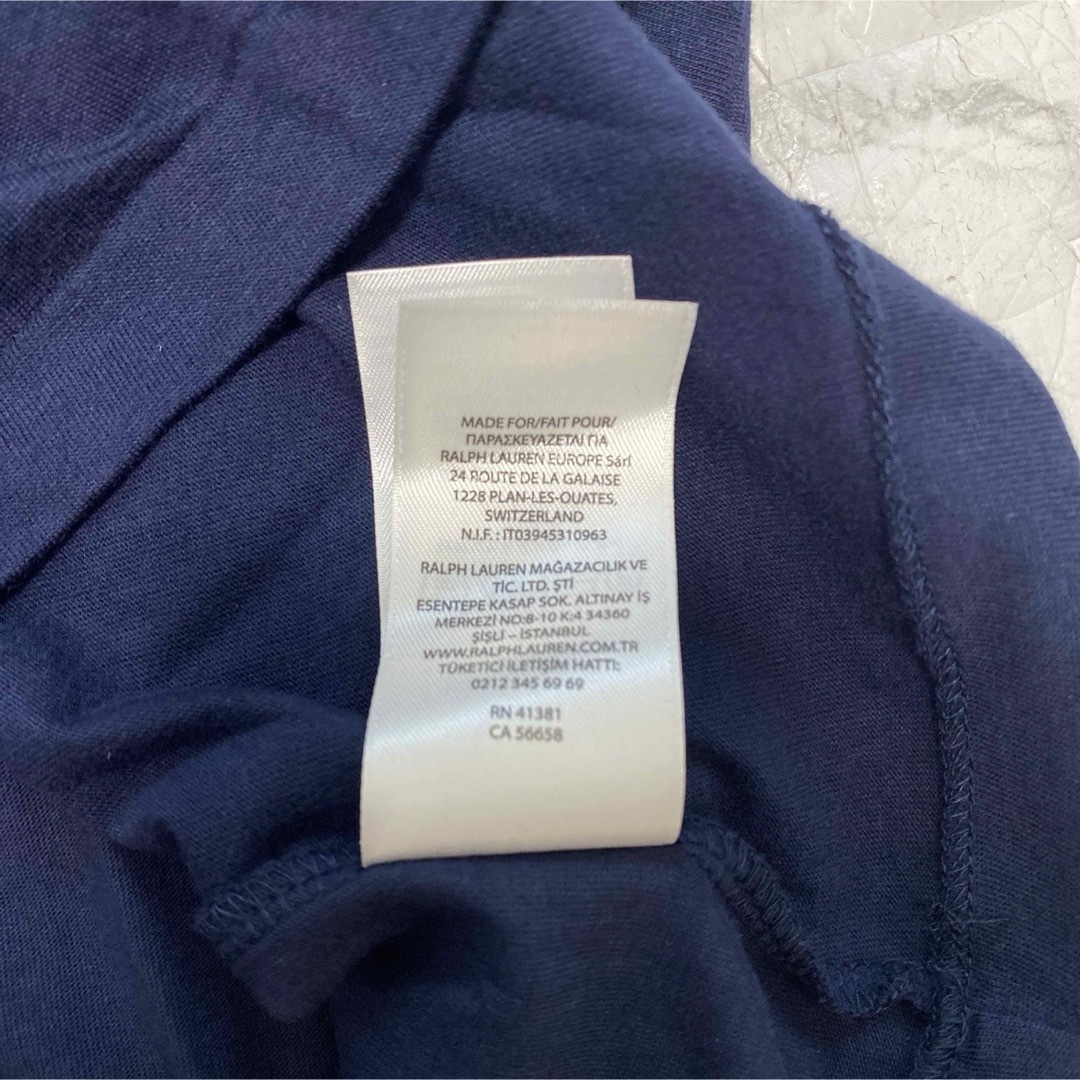 MADE FOR/FAIT POUR/
ΠΑΡΑΣΚΕΥΑΖΕΤΑΙ ΓΙΑ
RALPH LAUREN EUROPE Sárl
24 ROUTE DE LA GALAISE
1228 PLAN-LES-OUATES,
SWITZERLAND
N.I.F. : IT03945310963
RALPH LAUREN MAĞAZACILIK VE
TİC. LTD. ŞTİ
ESENTEPE KASAP SOK. ALTINAY İŞ
MERKEZİ NO:8-10 K:4 34360
ŞİŞLİ – İSTANBUL
WWW.RALPHLAUREN.COM.TR
TÜKETİCİ İLETİŞİM HATTI:
0212 345 69 69
RN 41381
CA 56658